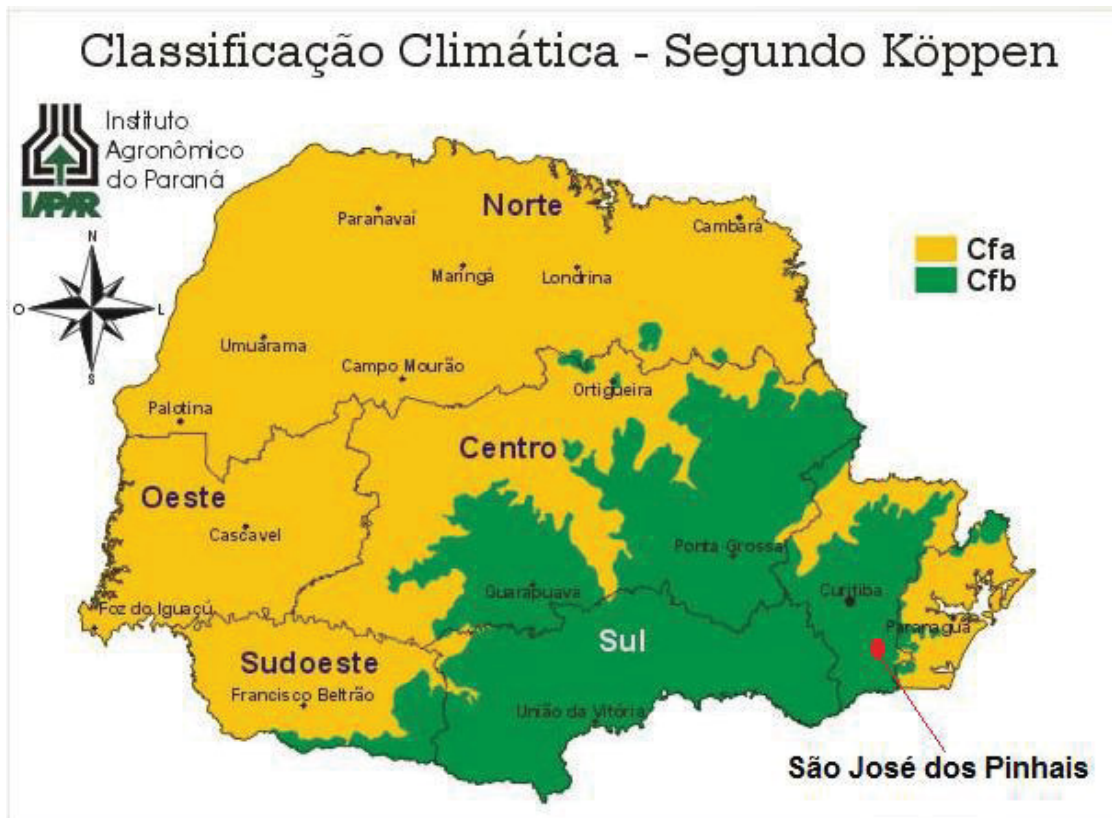 Classificação Climática - Segundo Köppen
Instituto
Agronômico
do Paraná
IAPAR
N
O
L
S
Norte
Paranavaí
Cambará
Maringá
Londrina
Cfa
Cfb
Umuarama
Campo Mourão
Ortigueira
Palotina
Centro
Oeste
Cascavel
Ponta Grossa
Guarapuava
Curitiba
Foz do Iguaçú
Paranaguá
Sul
Sudoeste
Francisco Beltrão
União da Vitória
São José dos Pinhais